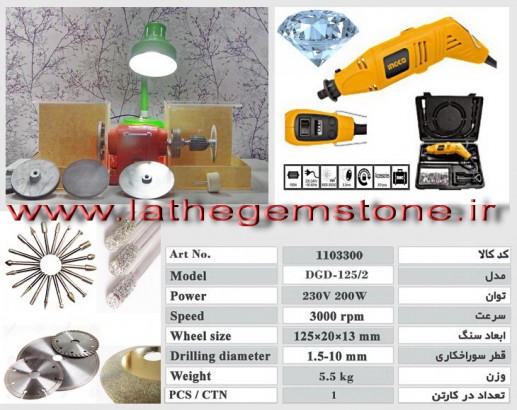 INGCO
www.lathegemstone.ir
Art No. 1103300 کد کالا
Model DGD-125/2 مدل
Power 230V 200W توان
Speed 3000 rpm سرعت
Wheel size 125×20×13 mm ابعاد سنگ
Drilling diameter 1.5-10 mm قطر سوراخکاری
Weight 5.5 kg وزن
PCS / CTN 1 تعداد در کارتن